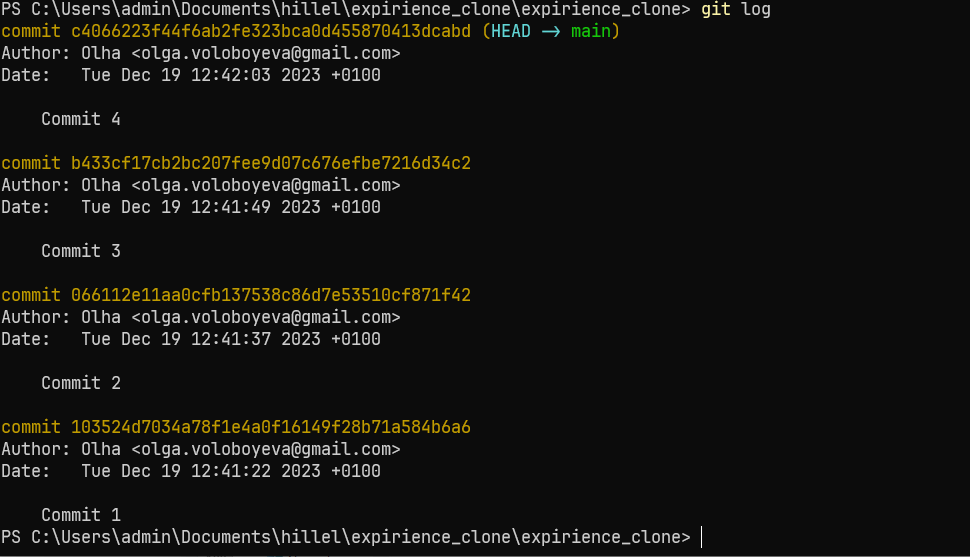 PS C:\Users\admin\Documents\hillel\expirience_clone\expirience_clone> git log
commit c4066223f44f6ab2fe323bca0d455870413dcabd (HEAD -> main)
Author: Olha <olga.voloboyeva@gmail.com>
Date:   Tue Dec 19 12:42:03 2023 +0100
    Commit 4
commit b433cf17cb2bc207fee9d07c676efbe7216d34c2
Author: Olha <olga.voloboyeva@gmail.com>
Date:   Tue Dec 19 12:41:49 2023 +0100
    Commit 3
commit 066112e11aa0cfb137538c86d7e53510cf871f42
Author: Olha <olga.voloboyeva@gmail.com>
Date:   Tue Dec 19 12:41:37 2023 +0100
    Commit 2
commit 103524d7034a78f1e4a0f16149f28b71a584b6a6
Author: Olha <olga.voloboyeva@gmail.com>
Date:   Tue Dec 19 12:41:22 2023 +0100
    Commit 1
PS C:\Users\admin\Documents\hillel\expirience_clone\expirience_clone>